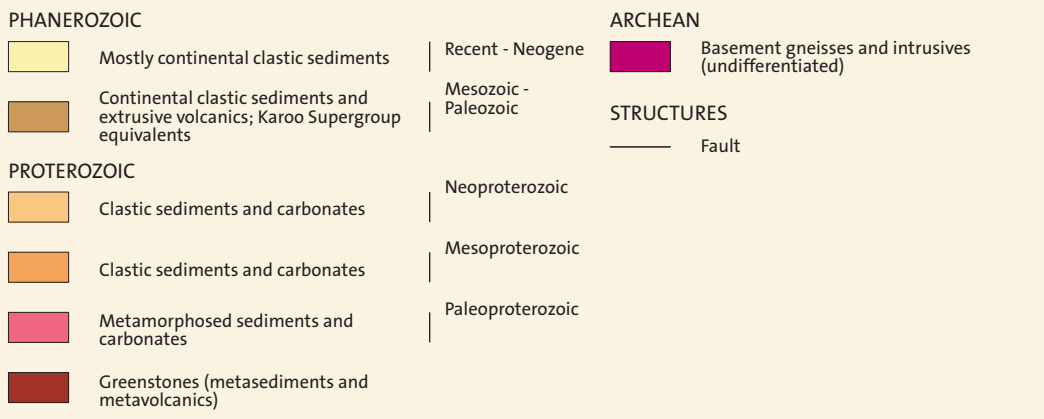 PHANEROZOIC
Mostly continental clastic sediments
Recent - Neogene
Continental clastic sediments and
extrusive volcanics; Karoo Supergroup
equivalents
Mesozoic -
Paleozoic
PROTEROZOIC
Clastic sediments and carbonates
Neoproterozoic
Clastic sediments and carbonates
Mesoproterozoic
Metamorphosed sediments and
carbonates
Paleoproterozoic
Greenstones (metasediments and
metavolcanics)
ARCHEAN
Basement gneisses and intrusives
(undifferentiated)
STRUCTURES
Fault